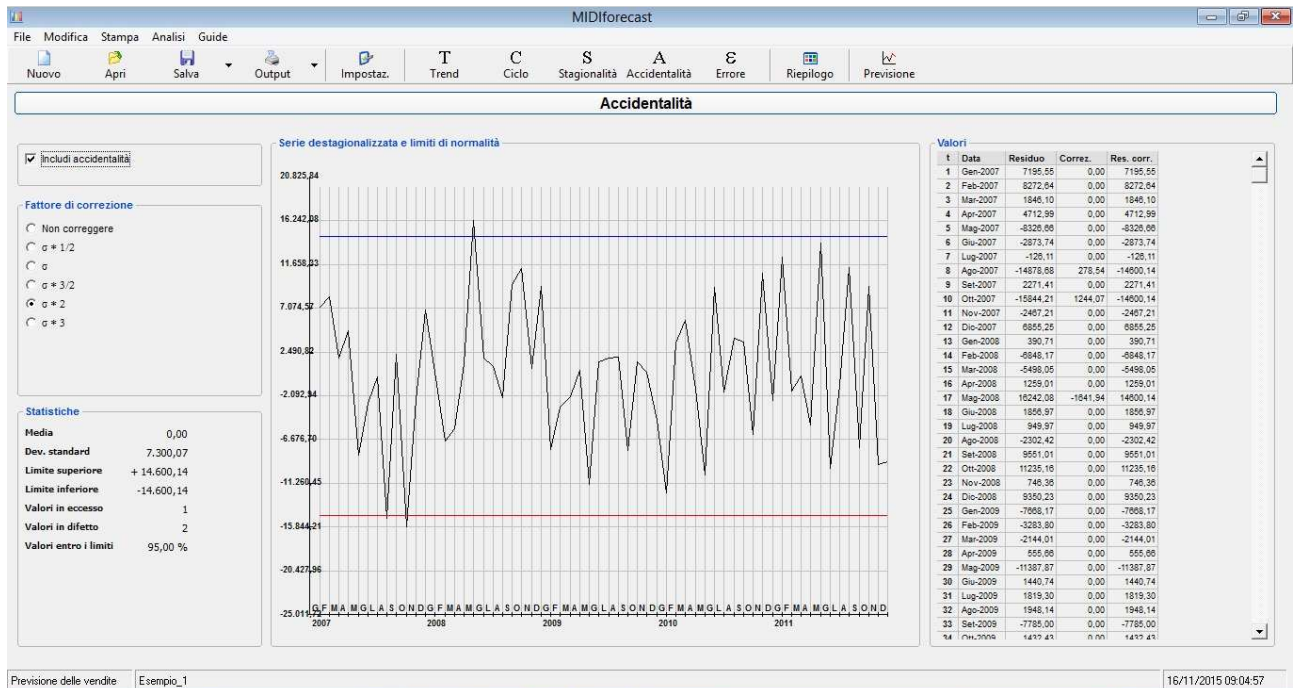 MIDIforecast
File Modifica Stampa Analisi Guide
Nuovo Apri Salva Output Impostaz. T Trend C Ciclo S Stagionalità A Accidentalità ε Errore Riepilogo Previsione
Accidentalità
Includi accidentalità
Fattore di correzione
Non correggere
σ * 1/2
σ
σ * 3/2
σ * 2
σ * 3
Statistiche
Media 0,00
Dev. standard 7.300,07
Limite superiore + 14.600,14
Limite inferiore -14.600,14
Valori in eccesso 1
Valori in difetto 2
Valori entro i limiti 95,00 %
Serie destagionalizzata e limiti di normalità
20.825,84
16.242,08
11.658,33
7.074,57
2.490,82
-2.092,94
-6.676,70
-11.260,45
-15.844,21
-20.427,96
-25.011,72
G F M A M G L A S O N D G F M A M G L A S O N D G F M A M G L A S O N D G F M A M G L A S O N D G F M A M G L A S O N D
2007 2008 2009 2010 2011
Valori
t Data Residuo Correz. Res. corr.
1 Gen-2007 7195,55 0,00 7195,55
2 Feb-2007 8272,64 0,00 8272,64
3 Mar-2007 1846,10 0,00 1846,10
4 Apr-2007 4712,99 0,00 4712,99
5 Mag-2007 -8326,66 0,00 -8326,66
6 Giu-2007 -2873,74 0,00 -2873,74
7 Lug-2007 -126,11 0,00 -126,11
8 Ago-2007 -14878,68 278,54 -14600,14
9 Set-2007 2271,41 0,00 2271,41
10 Ott-2007 -15844,21 1244,07 -14600,14
11 Nov-2007 -2467,21 0,00 -2467,21
12 Dic-2007 6855,25 0,00 6855,25
13 Gen-2008 390,71 0,00 390,71
14 Feb-2008 -6848,17 0,00 -6848,17
15 Mar-2008 -5498,05 0,00 -5498,05
16 Apr-2008 1259,01 0,00 1259,01
17 Mag-2008 16242,08 -1641,94 14600,14
18 Giu-2008 1856,97 0,00 1856,97
19 Lug-2008 949,97 0,00 949,97
20 Ago-2008 -2302,42 0,00 -2302,42
21 Set-2008 9551,01 0,00 9551,01
22 Ott-2008 11235,16 0,00 11235,16
23 Nov-2008 746,36 0,00 746,36
24 Dic-2008 9350,23 0,00 9350,23
25 Gen-2009 -7668,17 0,00 -7668,17
26 Feb-2009 -3283,80 0,00 -3283,80
27 Mar-2009 -2144,01 0,00 -2144,01
28 Apr-2009 555,66 0,00 555,66
29 Mag-2009 -11387,87 0,00 -11387,87
30 Giu-2009 1440,74 0,00 1440,74
31 Lug-2009 1819,30 0,00 1819,30
32 Ago-2009 1948,14 0,00 1948,14
33 Set-2009 -7785,00 0,00 -7785,00
34 Ott-2009 1432,43 0,00 1432,43
Previsione delle vendite Esempio_1 16/11/2015 09:04:57